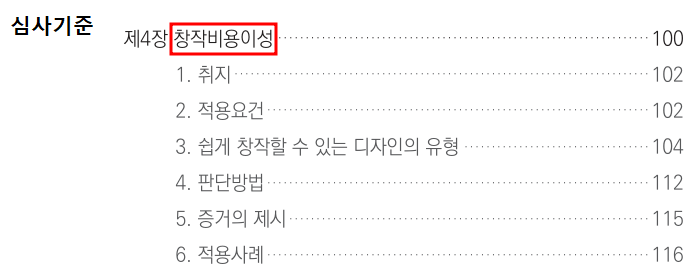 심사기준
제4장 창작비용이성 100
1. 취지 102
2. 적용요건 102
3. 쉽게 창작할 수 있는 디자인의 유형 104
4. 판단방법 112
5. 증거의 제시 115
6. 적용사례 116